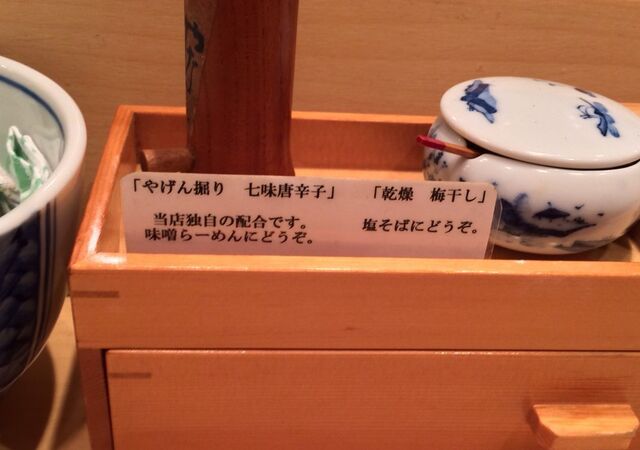 「やげん堀り　七味唐辛子」
当店独自の配合です。
味噌らーめんにどうぞ。
「乾燥　梅干し」
塩そばにどうぞ。